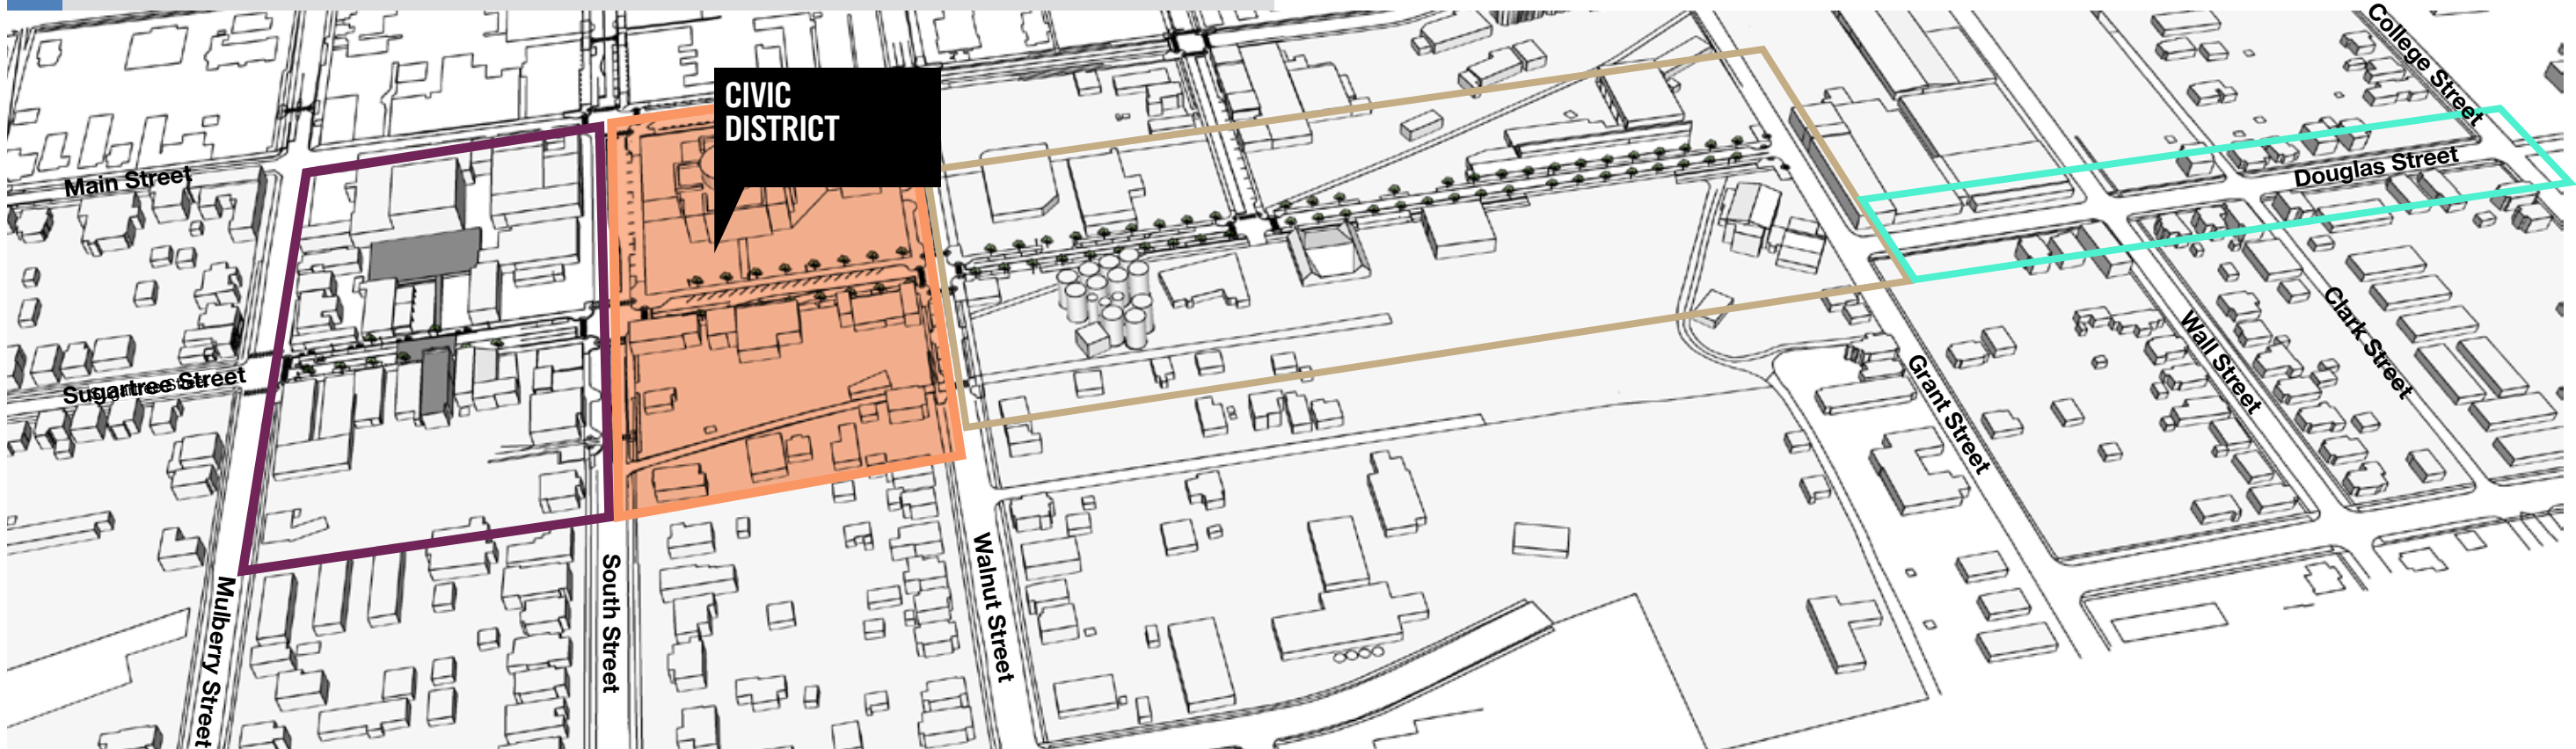 CIVIC
DISTRICT
College Street
Main Street
Douglas Street
Sugartree Street
Clark Street
Wall Street
Grant Street
South Street
Walnut Street
Mulberry Street